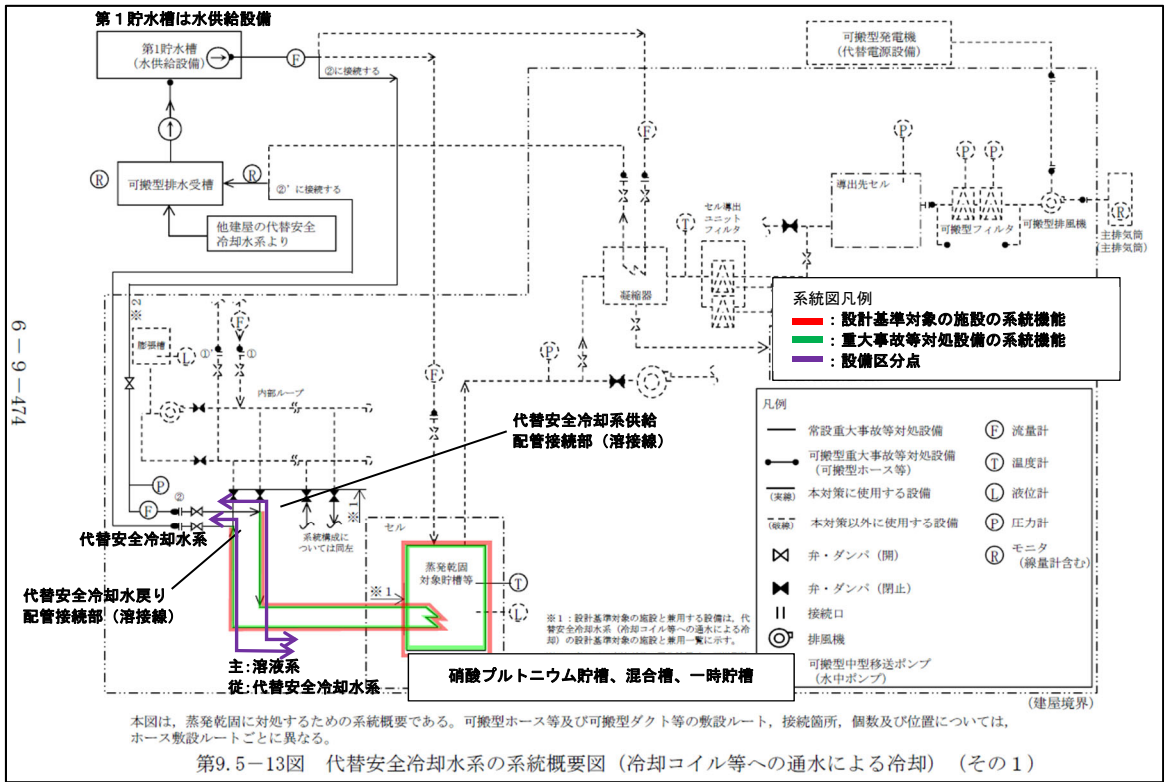 第１貯水槽は水供給設備
第1貯水槽
(水供給設備)
F
②に接続する
可搬型発電機
(代替電源設備)
F
P
P
P
R
可搬型排水受槽
R
②’に接続する
他建屋の代替安全
冷却水系より
導出先セル
可搬型フィルタ
可搬型排風機
R
主排気筒
(主排気筒)
セル導出
ユニット
フィルタ
T
凝縮器
系統図凡例
：設計基準対象の施設の系統機能
：重大事故等対処設備の系統機能
：設備区分点
※2
膨張槽
L
①’
F
①
内部ループ
F
P
代替安全冷却系供給
配管接続部（溶接線）
P
F
②
代替安全冷却水系
※1
系統構成に
ついては同左
代替安全冷却水戻り
配管接続部（溶接線）
セル
蒸発乾固
対象貯槽等
※1
T
L
※1：設計基準対象の施設と兼用する設備は，代
替安全冷却水系（冷却コイル等への通水による冷
却）の設計基準対象の施設と兼用一覧に示す。
主：溶液系
従：代替安全冷却水系
硝酸プルトニウム貯槽、混合槽、一時貯槽
凡例
常設重大事故等対処設備
可搬型重大事故等対処設備
(可搬型ホース等)
(実線)
本対策に使用する設備
(破線)
本対策以外に使用する設備
弁・ダンパ（開）
弁・ダンパ（閉止）
接続口
排風機
可搬型中型移送ポンプ
(水中ポンプ)
F 流量計
T 温度計
L 液位計
P 圧力計
R モニタ
(線量計含む)
(建屋境界)
6－9－474
本図は，蒸発乾固に対処するための系統概要である。可搬型ホース等及び可搬型ダクト等の敷設ルート，接続箇所，個数及び位置については，
ホース敷設ルートごとに異なる。
第9.5－13図　代替安全冷却水系の系統概要図（冷却コイル等への通水による冷却）（その１）